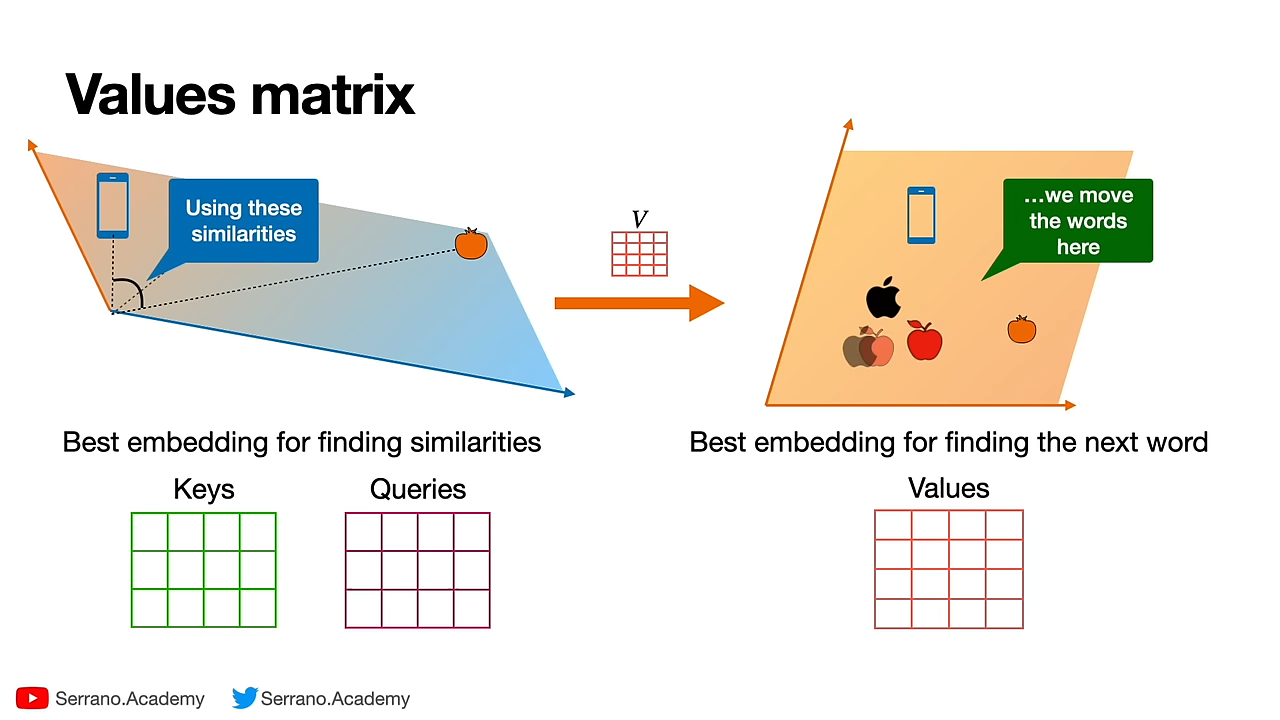 Values matrix
Using these
similarities
V
…we move
the words
here
Best embedding for finding similarities
Best embedding for finding the next word
Keys
Queries
Values
Serrano.Academy
Serrano.Academy